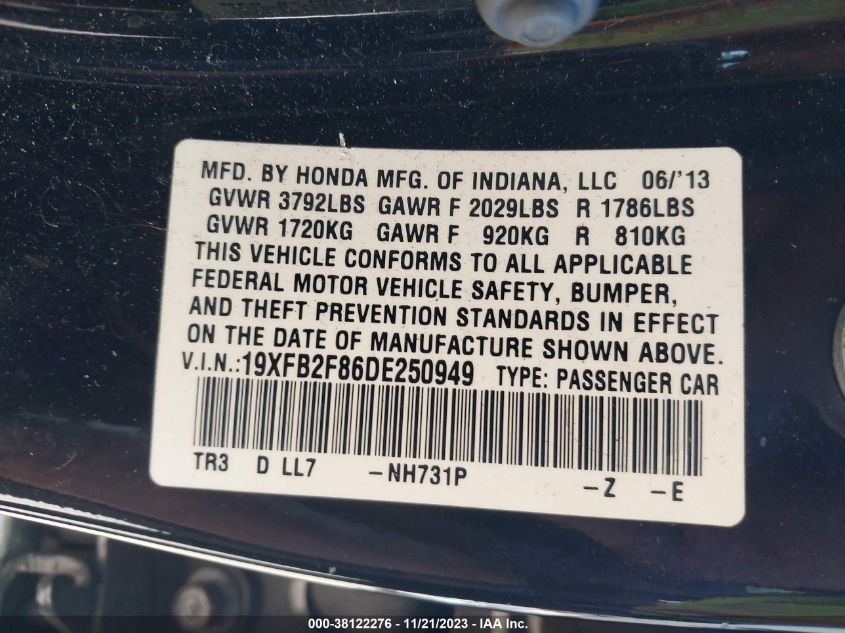 MFD. BY HONDA MFG. OF INDIANA, LLC 06/'13
GVWR 3792LBS GAWR F 2029LBS R 1786LBS
GVWR 1720KG GAWR F 920KG R 810KG
THIS VEHICLE CONFORMS TO ALL APPLICABLE
FEDERAL MOTOR VEHICLE SAFETY, BUMPER,
AND THEFT PREVENTION STANDARDS IN EFFECT
ON THE DATE OF MANUFACTURE SHOWN ABOVE.
V.I.N.:19XFB2F86DE250949 TYPE: PASSENGER CAR
TR3 D LL7 –NH731P –Z –E
000-38122276 - 11/21/2023 - IAA Inc.